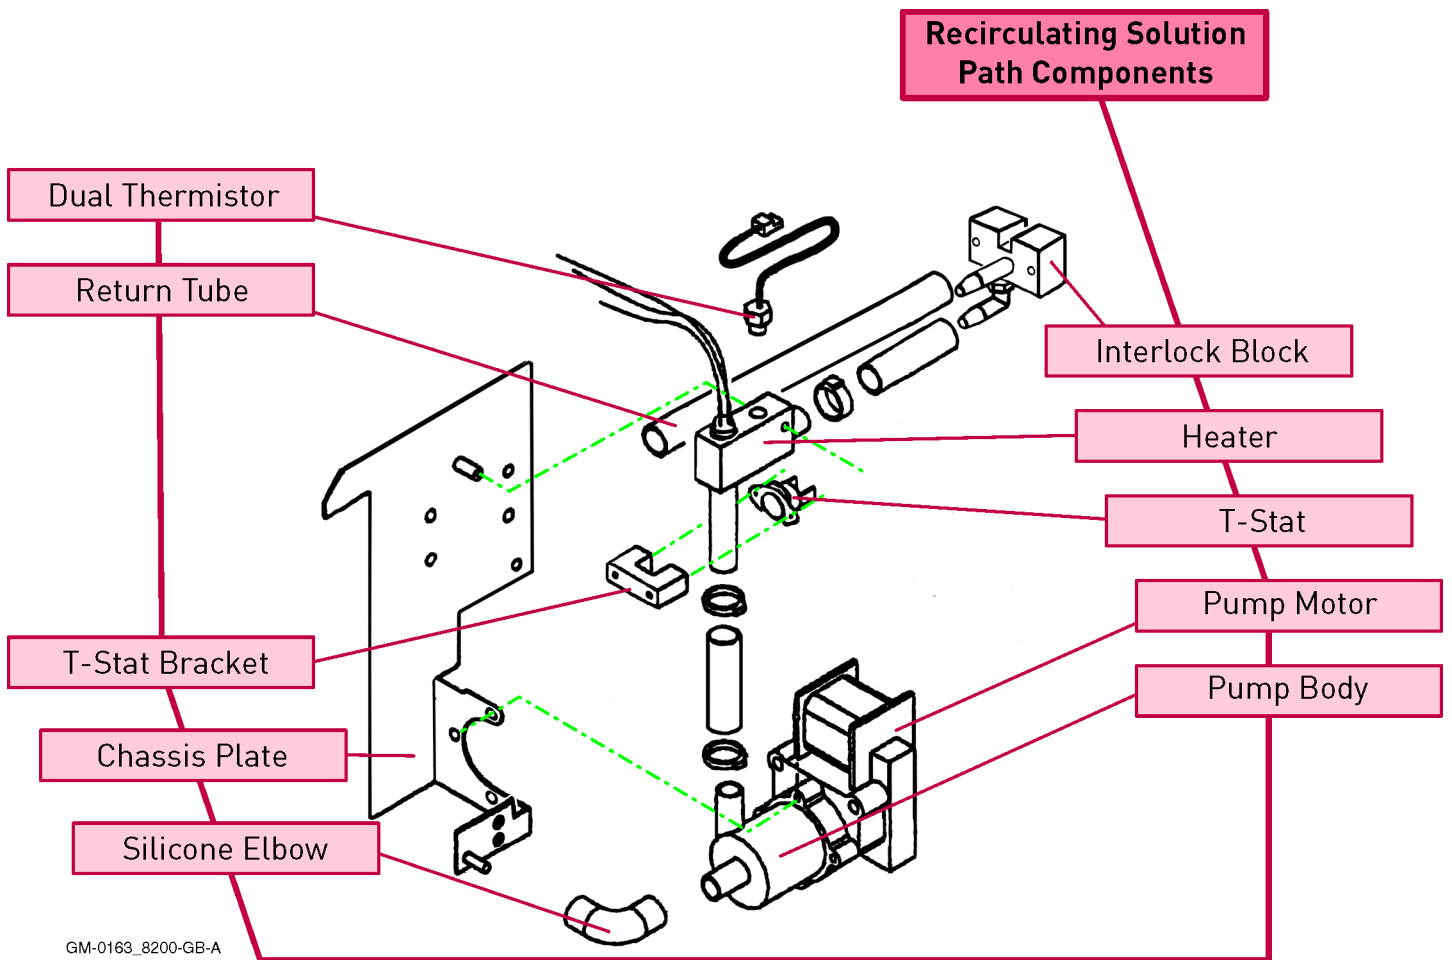 Recirculating Solution
Path Components
Dual Thermistor
Return Tube
Interlock Block
Heater
T-Stat
Pump Motor
T-Stat Bracket
Pump Body
Chassis Plate
Silicone Elbow
GM-0163_8200-GB-A